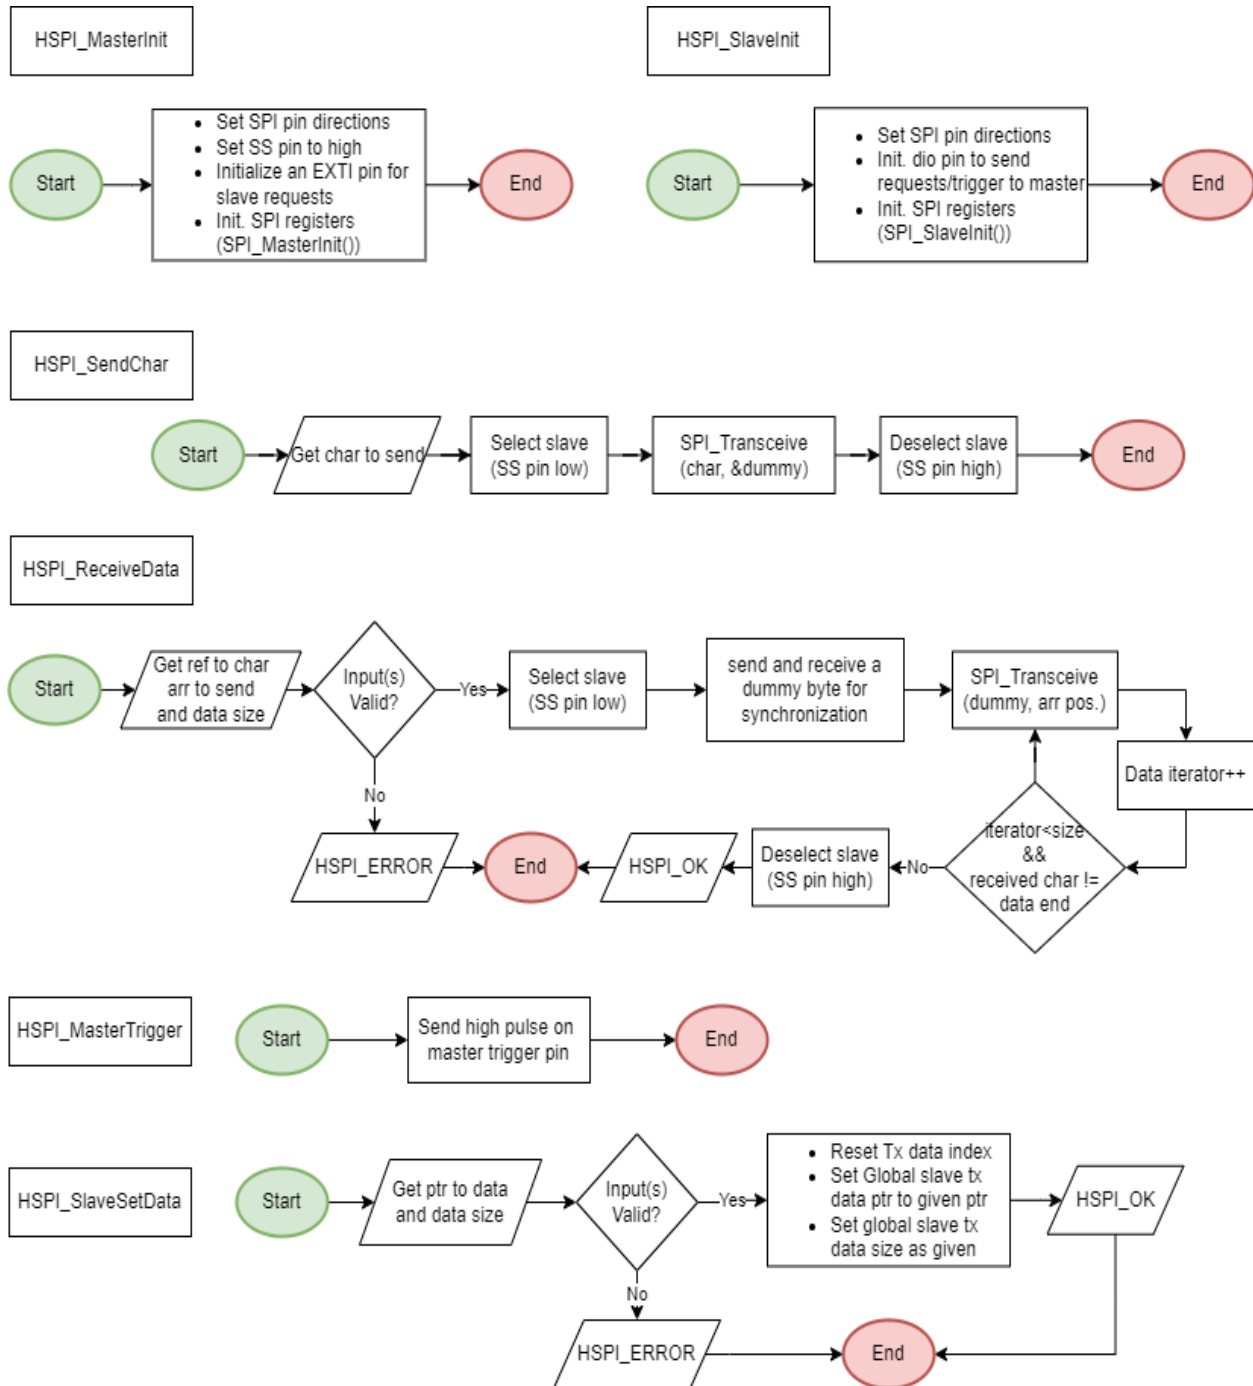 HSPI_MasterInit
HSPI_SlaveInit
Start
• Set SPI pin directions
• Set SS pin to high
• Initialize an EXTI pin for
slave requests
• Init. SPI registers
(SPI_MasterInit())
End
Start
• Set SPI pin directions
• Init. dio pin to send
requests/trigger to master
• Init. SPI registers
(SPI_SlaveInit())
End
HSPI_SendChar
Start
Get char to send
Select slave
(SS pin low)
SPI_Transceive
(char, &dummy)
Deselect slave
(SS pin high)
End
HSPI_ReceiveData
Start
Get ref to char
arr to send
and data size
Input(s)
Valid?
Yes
Select slave
(SS pin low)
send and receive a
dummy byte for
synchronization
SPI_Transceive
(dummy, arr pos.)
Data iterator++
iterator<size
&&
received char !=
data end
No
Deselect slave
(SS pin high)
HSPI_OK
End
No
HSPI_ERROR
HSPI_MasterTrigger
Start
Send high pulse on
master trigger pin
End
HSPI_SlaveSetData
Start
Get ptr to data
and data size
Input(s)
Valid?
Yes
• Reset Tx data index
• Set Global slave tx
data ptr to given ptr
• Set global slave tx
data size as given
HSPI_OK
No
HSPI_ERROR
End